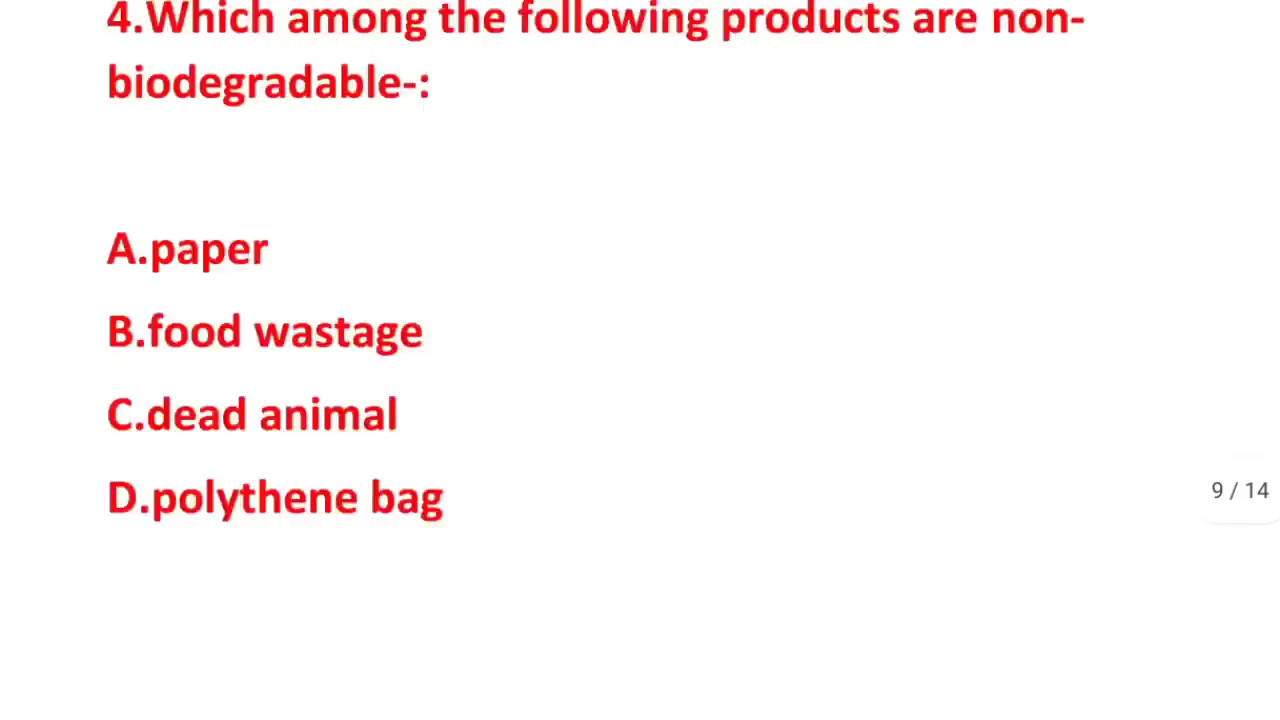 4.Which among the following products are non-
biodegradable-:
A.paper
B.food wastage
C.dead animal
D.polythene bag
9 / 14